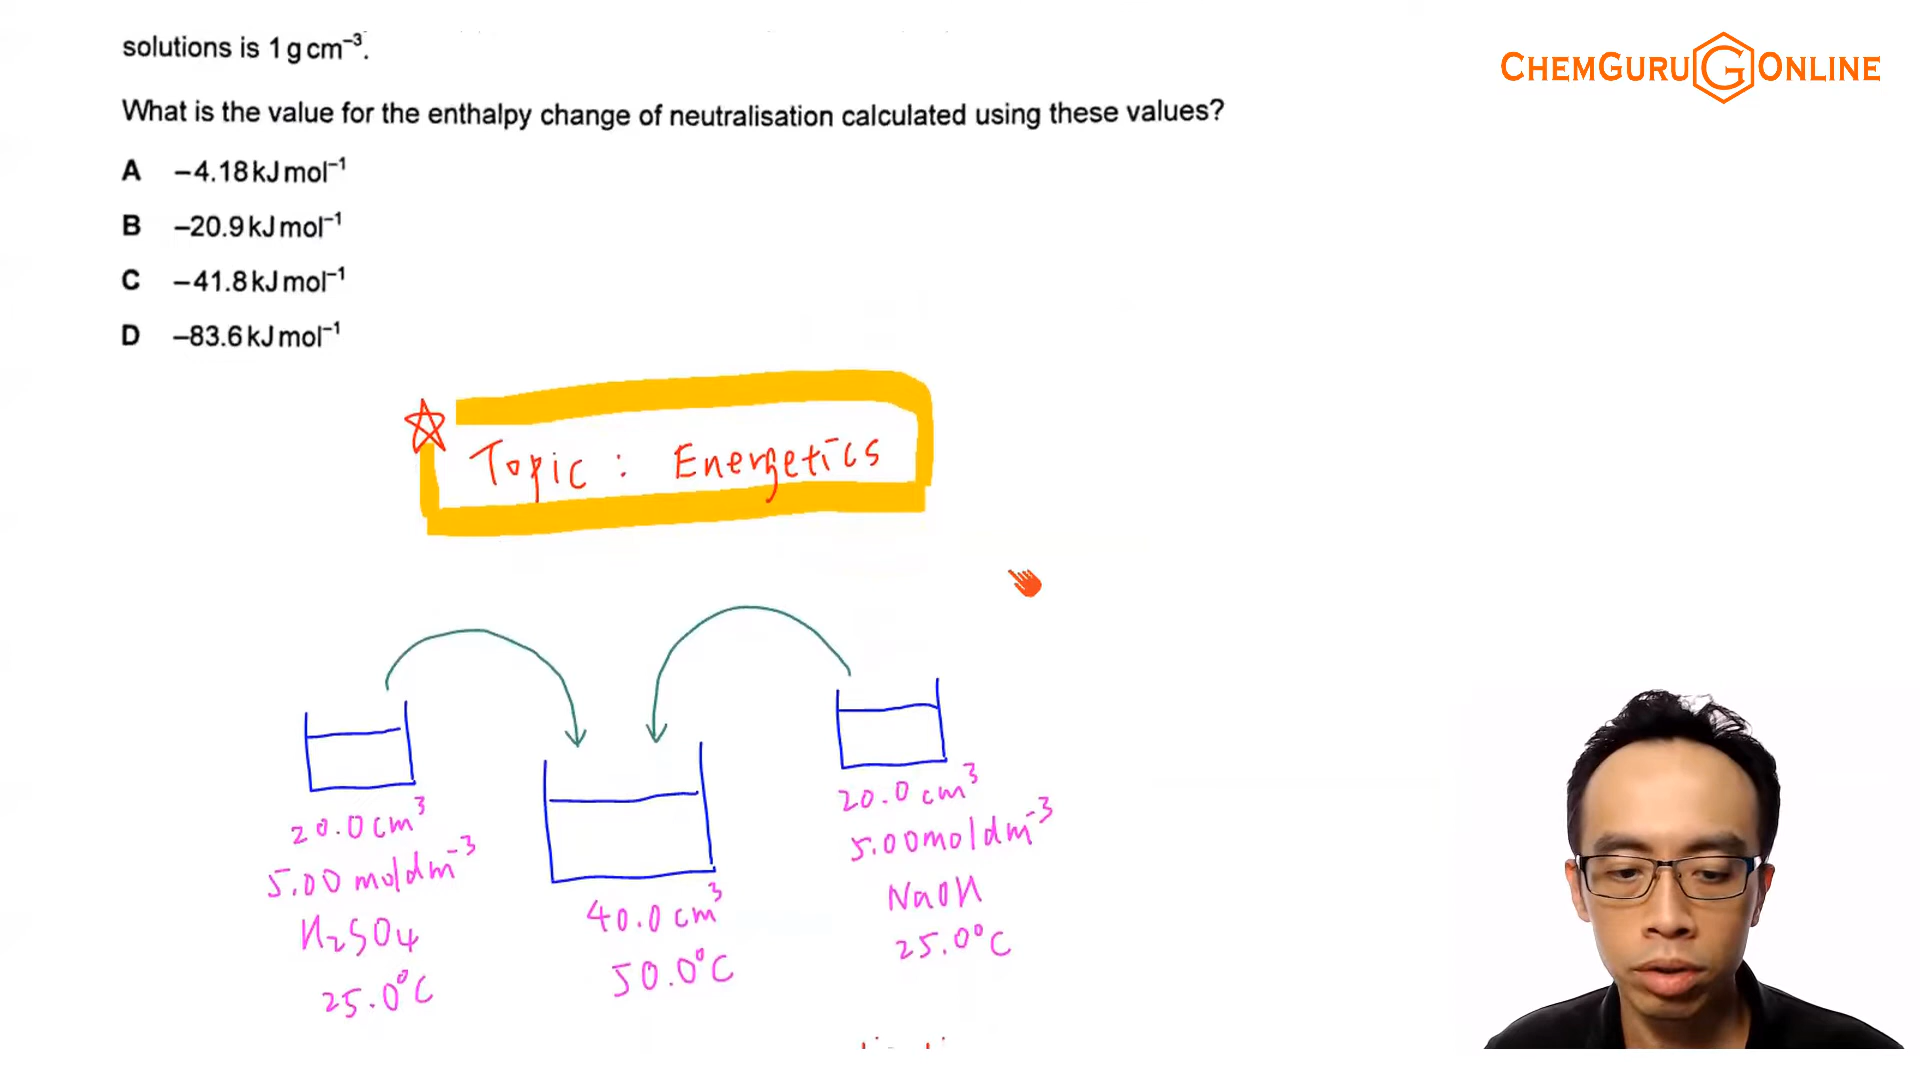 solutions is 1 g cm⁻³.
CHEMGURU G ONLINE
What is the value for the enthalpy change of neutralisation calculated using these values?
A −4.18 kJ mol⁻¹
B −20.9 kJ mol⁻¹
C −41.8 kJ mol⁻¹
D −83.6 kJ mol⁻¹
Topic : Energetics
20.0 cm³
5.00 mol dm⁻³
H₂SO₄
25.0°C
40.0 cm³
50.0°C
20.0 cm³
5.00 mol dm⁻³
NaOH
25.0°C